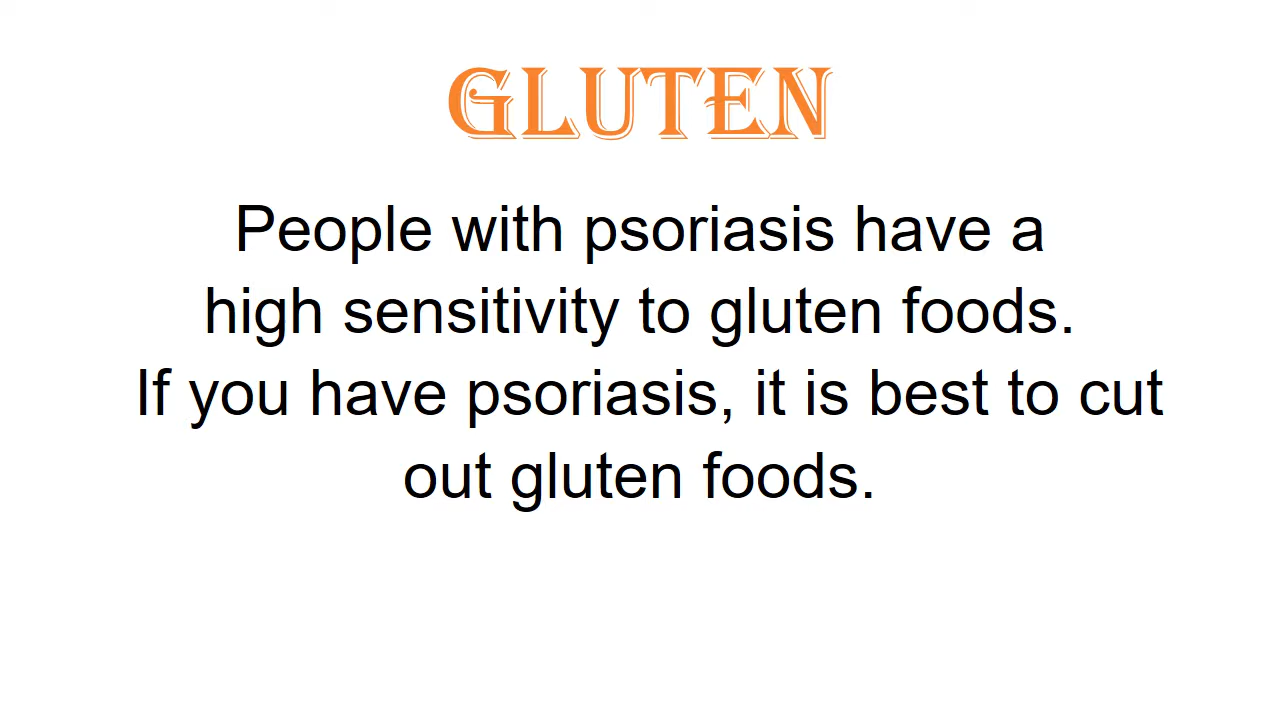 GLUTEN
People with psoriasis have a
high sensitivity to gluten foods.
If you have psoriasis, it is best to cut
out gluten foods.